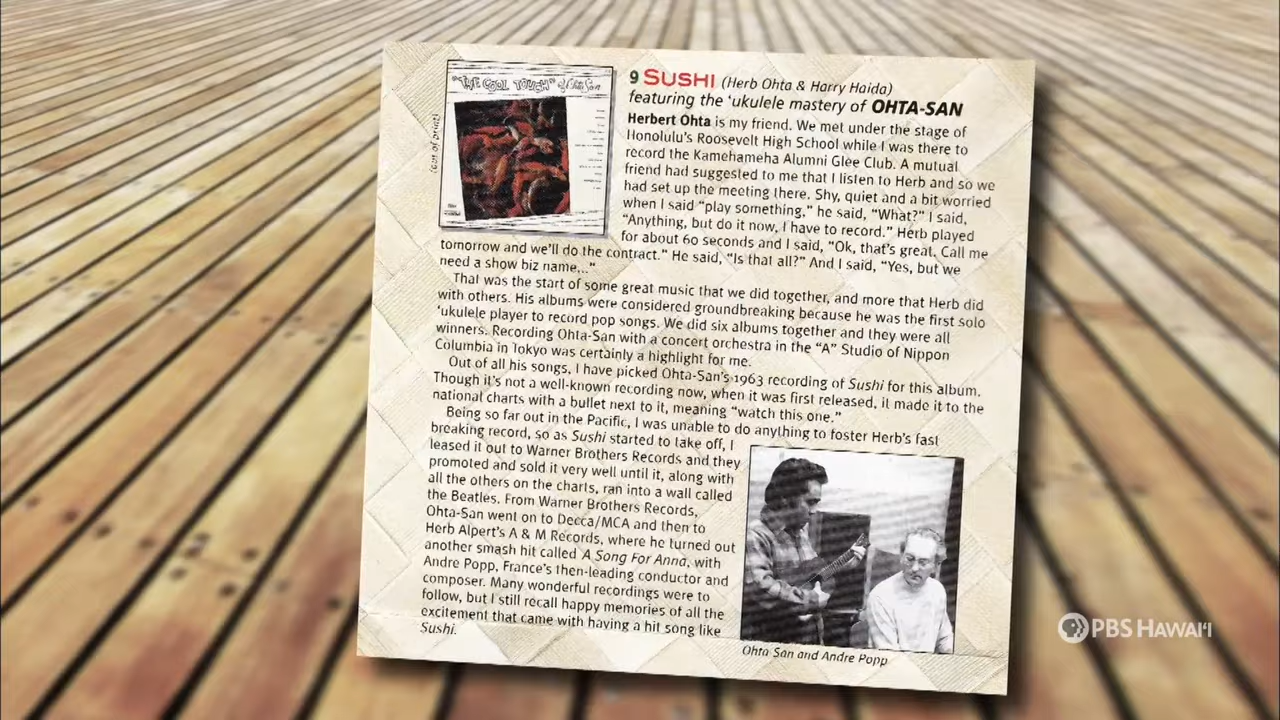 "THE COOL TOUCH" of Ohta-San
(out of print)
9 SUSHI (Herb Ohta & Harry Haida)
featuring the 'ukulele mastery of OHTA-SAN
Herbert Ohta is my friend. We met under the stage of
Honolulu's Roosevelt High School while I was there to
record the Kamehameha Alumni Glee Club. A mutual
friend had suggested to me that I listen to Herb and so we
had set up the meeting there. Shy, quiet and a bit worried
when I said "play something," he said, "What?" I said,
"Anything, but do it now, I have to record." Herb played
for about 60 seconds and I said, "Ok, that's great. Call me
tomorrow and we'll do the contract." He said, "Is that all?" And I said, "Yes, but we
need a show biz name..."
That was the start of some great music that we did together, and more that Herb did
with others. His albums were considered groundbreaking because he was the first solo
'ukulele player to record pop songs. We did six albums together and they were all
winners. Recording Ohta-San with a concert orchestra in the "A" Studio of Nippon
Columbia in Tokyo was certainly a highlight for me.
Out of all his songs, I have picked Ohta-San's 1963 recording of Sushi for this album.
Though it's not a well-known recording now, when it was first released, it made it to the
national charts with a bullet next to it, meaning "watch this one."
Being so far out in the Pacific, I was unable to do anything to foster Herb's fast
breaking record, so as Sushi started to take off, I
leased it out to Warner Brothers Records and they
promoted and sold it very well until it, along with
all the others on the charts, ran into a wall called
the Beatles. From Warner Brothers Records,
Ohta-San went on to Decca/MCA and then to
Herb Alpert's A & M Records, where he turned out
another smash hit called A Song For Anna, with
Andre Popp, France's then-leading conductor and
composer. Many wonderful recordings were to
follow, but I still recall happy memories of all the
excitement that came with having a hit song like
Sushi.
Ohta San and Andre Popp
PBS HAWAI'I